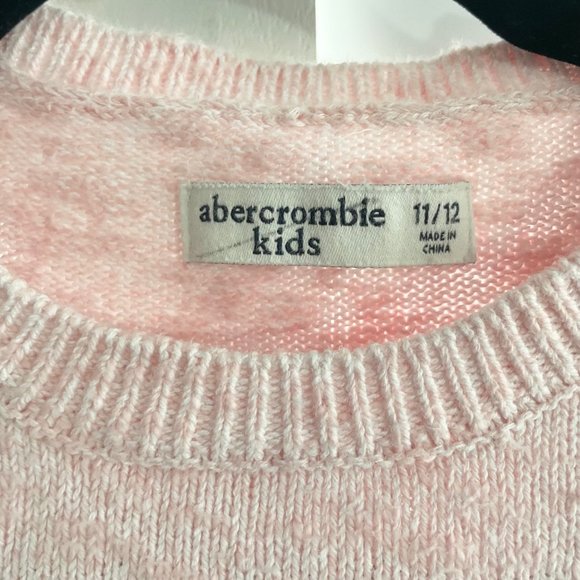 abercrombie
kids
11/12
MADE IN
CHINA